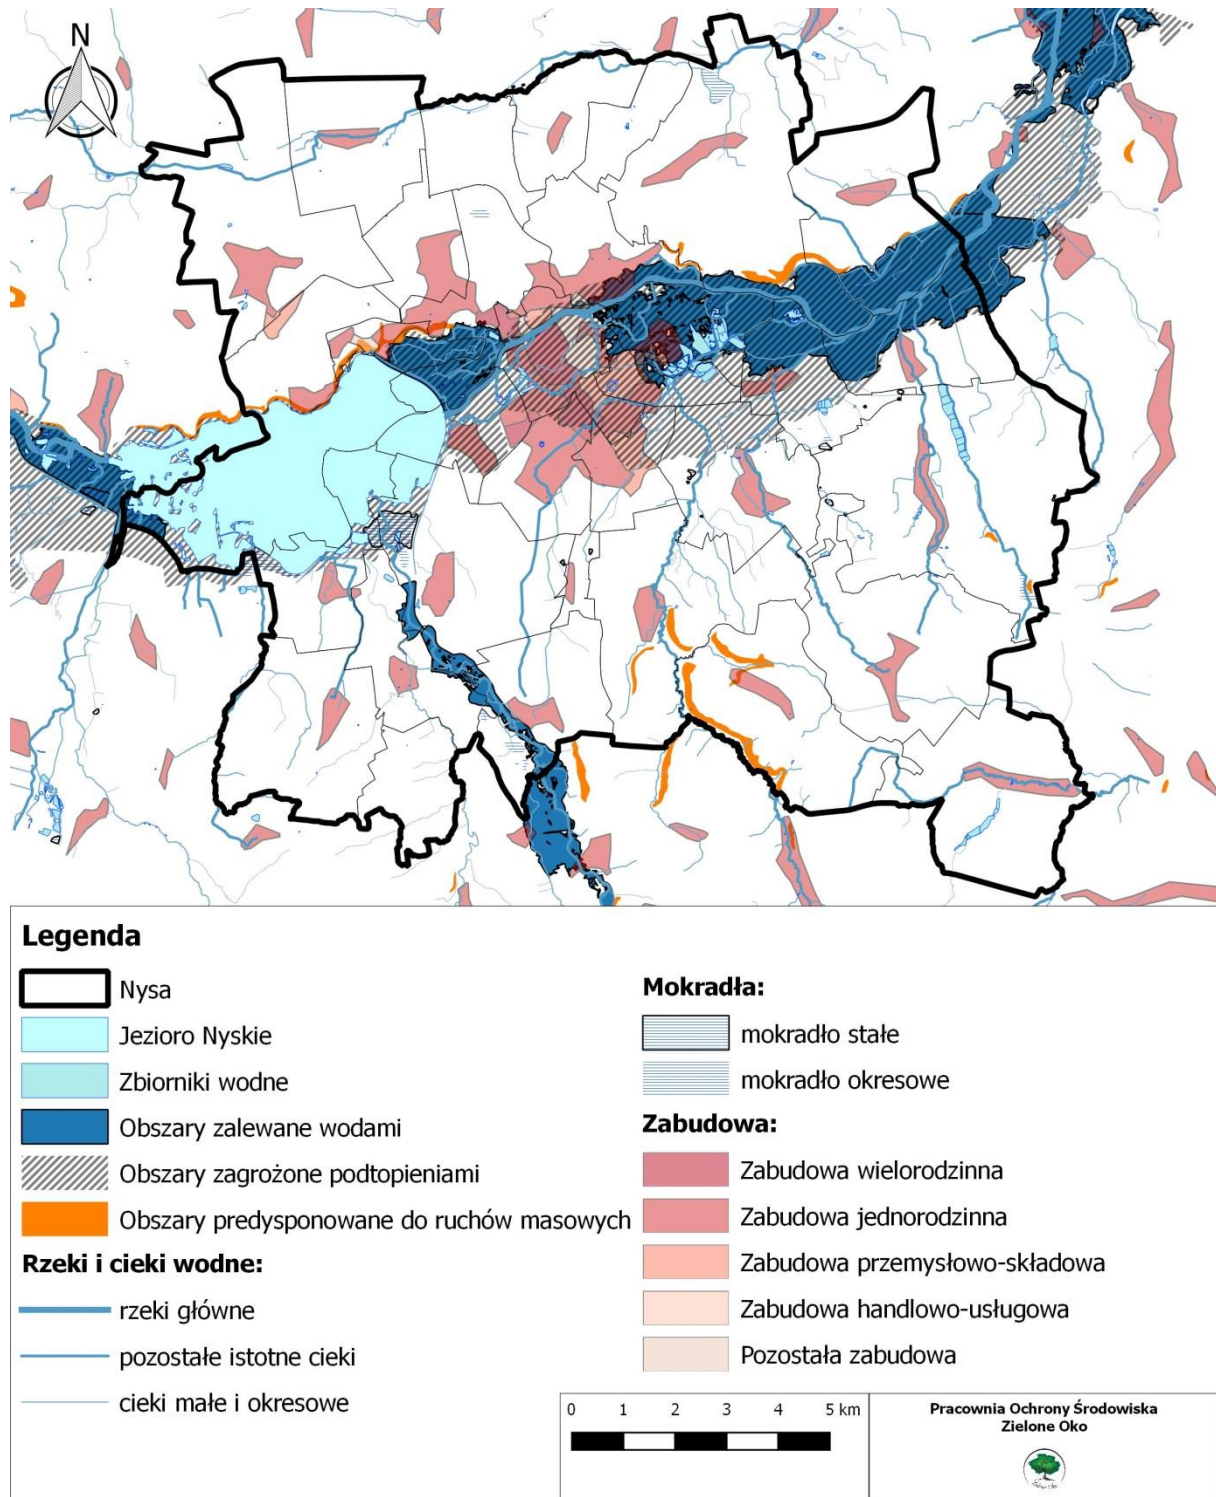 N
Legenda
Nysa
Jezioro Nyskie
Zbiorniki wodne
Obszary zalewane wodami
Obszary zagrożone podtopieniami
Obszary predysponowane do ruchów masowych
Rzeki i cieki wodne:
rzeki główne
pozostałe istotne cieki
cieki małe i okresowe
Mokradła:
mokradło stałe
mokradło okresowe
Zabudowa:
Zabudowa wielorodzinna
Zabudowa jednorodzinna
Zabudowa przemysłowo-składowa
Zabudowa handlowo-usługowa
Pozostała zabudowa
0 1 2 3 4 5 km
Pracownia Ochrony Środowiska
Zielone Oko